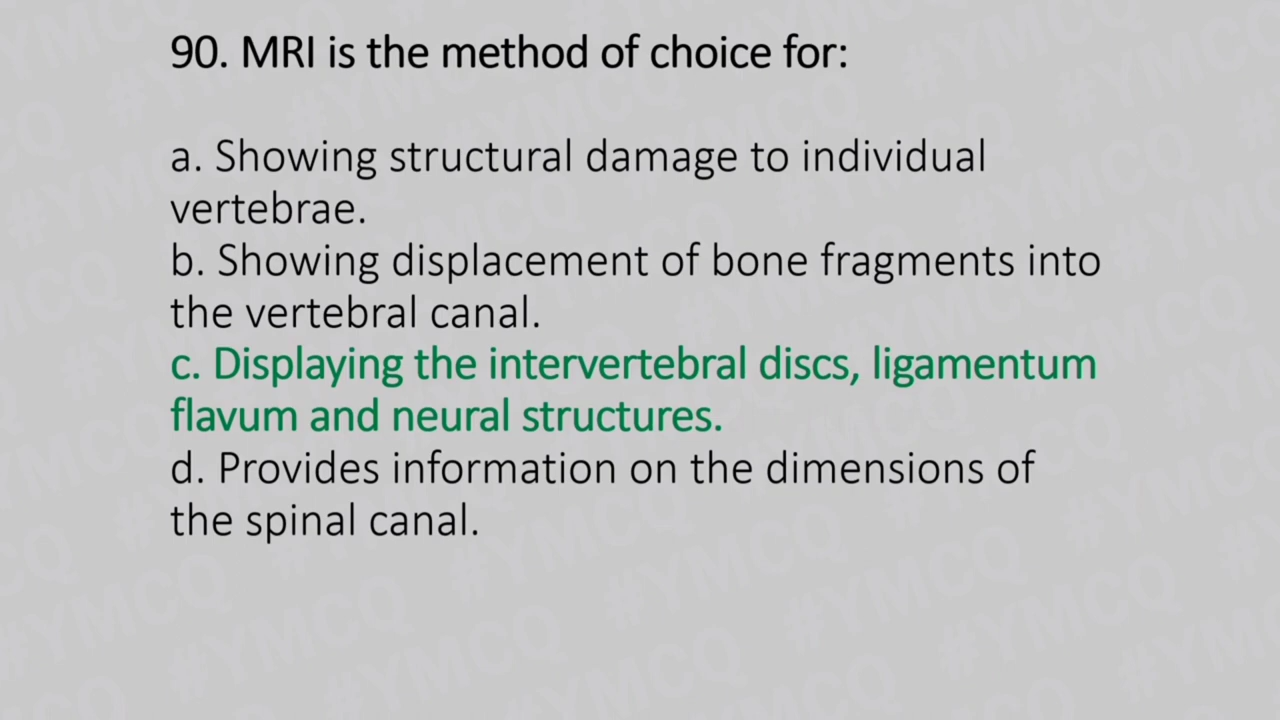 90. MRI is the method of choice for:
a. Showing structural damage to individual
vertebrae.
b. Showing displacement of bone fragments into
the vertebral canal.
c. Displaying the intervertebral discs, ligamentum
flavum and neural structures.
d. Provides information on the dimensions of
the spinal canal.
#YMCQ